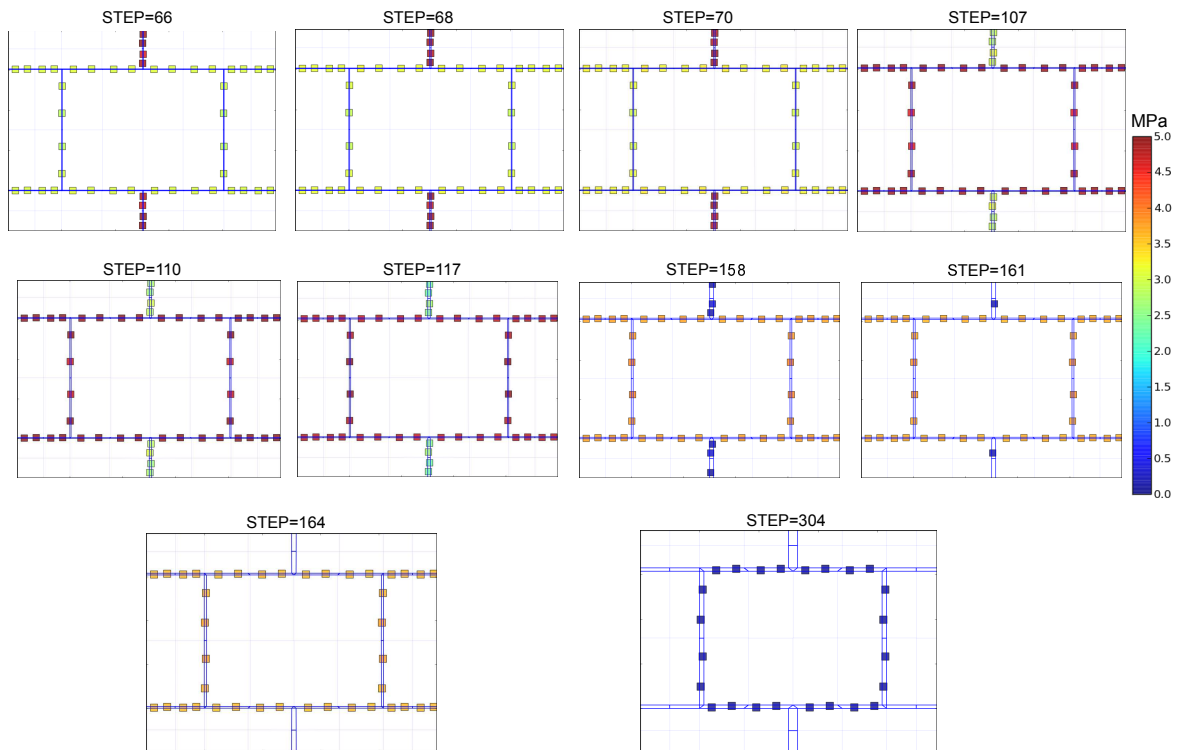 STEP=66
STEP=68
STEP=70
STEP=107
MPa
5.0
4.5
4.0
3.5
3.0
2.5
2.0
1.5
1.0
0.5
0.0
STEP=110
STEP=117
STEP=158
STEP=161
STEP=164
STEP=304